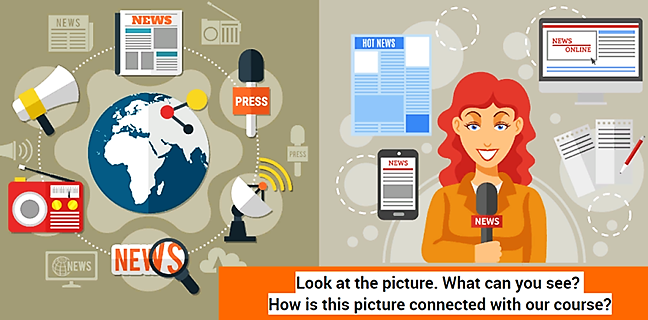 NEWS
NEWS
PRESS
PRESS
NEWS
NEWS
HOT NEWS
NEWS
ONLINE
NEWS
NEWS
Look at the picture. What can you see?
How is this picture connected with our course?